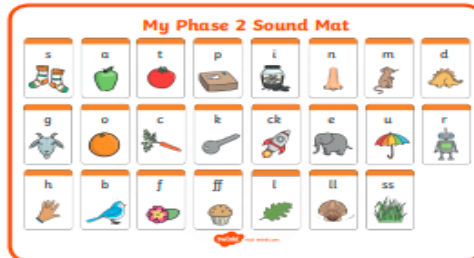 My Phase 2 Sound Mat
s a t p i n m d
g o c k ck e u r
h b f ff l ll ss